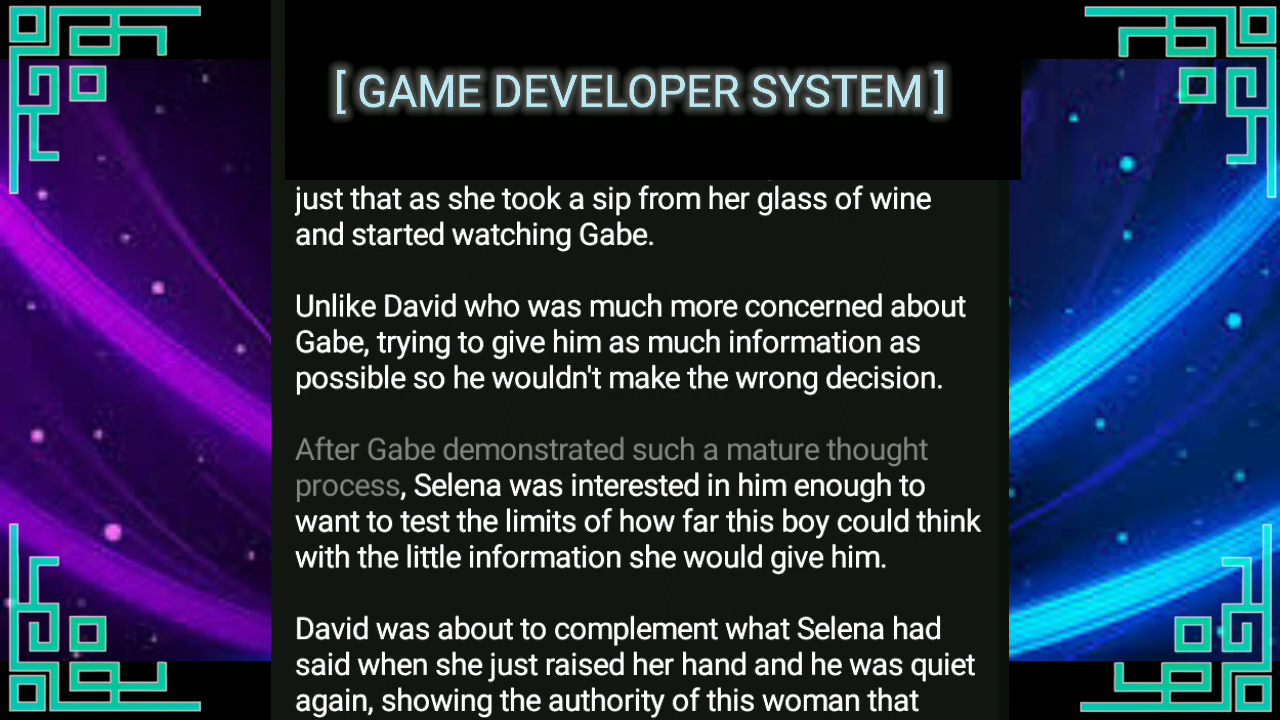 [ GAME DEVELOPER SYSTEM ]
just that as she took a sip from her glass of wine
and started watching Gabe.
Unlike David who was much more concerned about
Gabe, trying to give him as much information as
possible so he wouldn't make the wrong decision.
After Gabe demonstrated such a mature thought
process, Selena was interested in him enough to
want to test the limits of how far this boy could think
with the little information she would give him.
David was about to complement what Selena had
said when she just raised her hand and he was quiet
again, showing the authority of this woman that